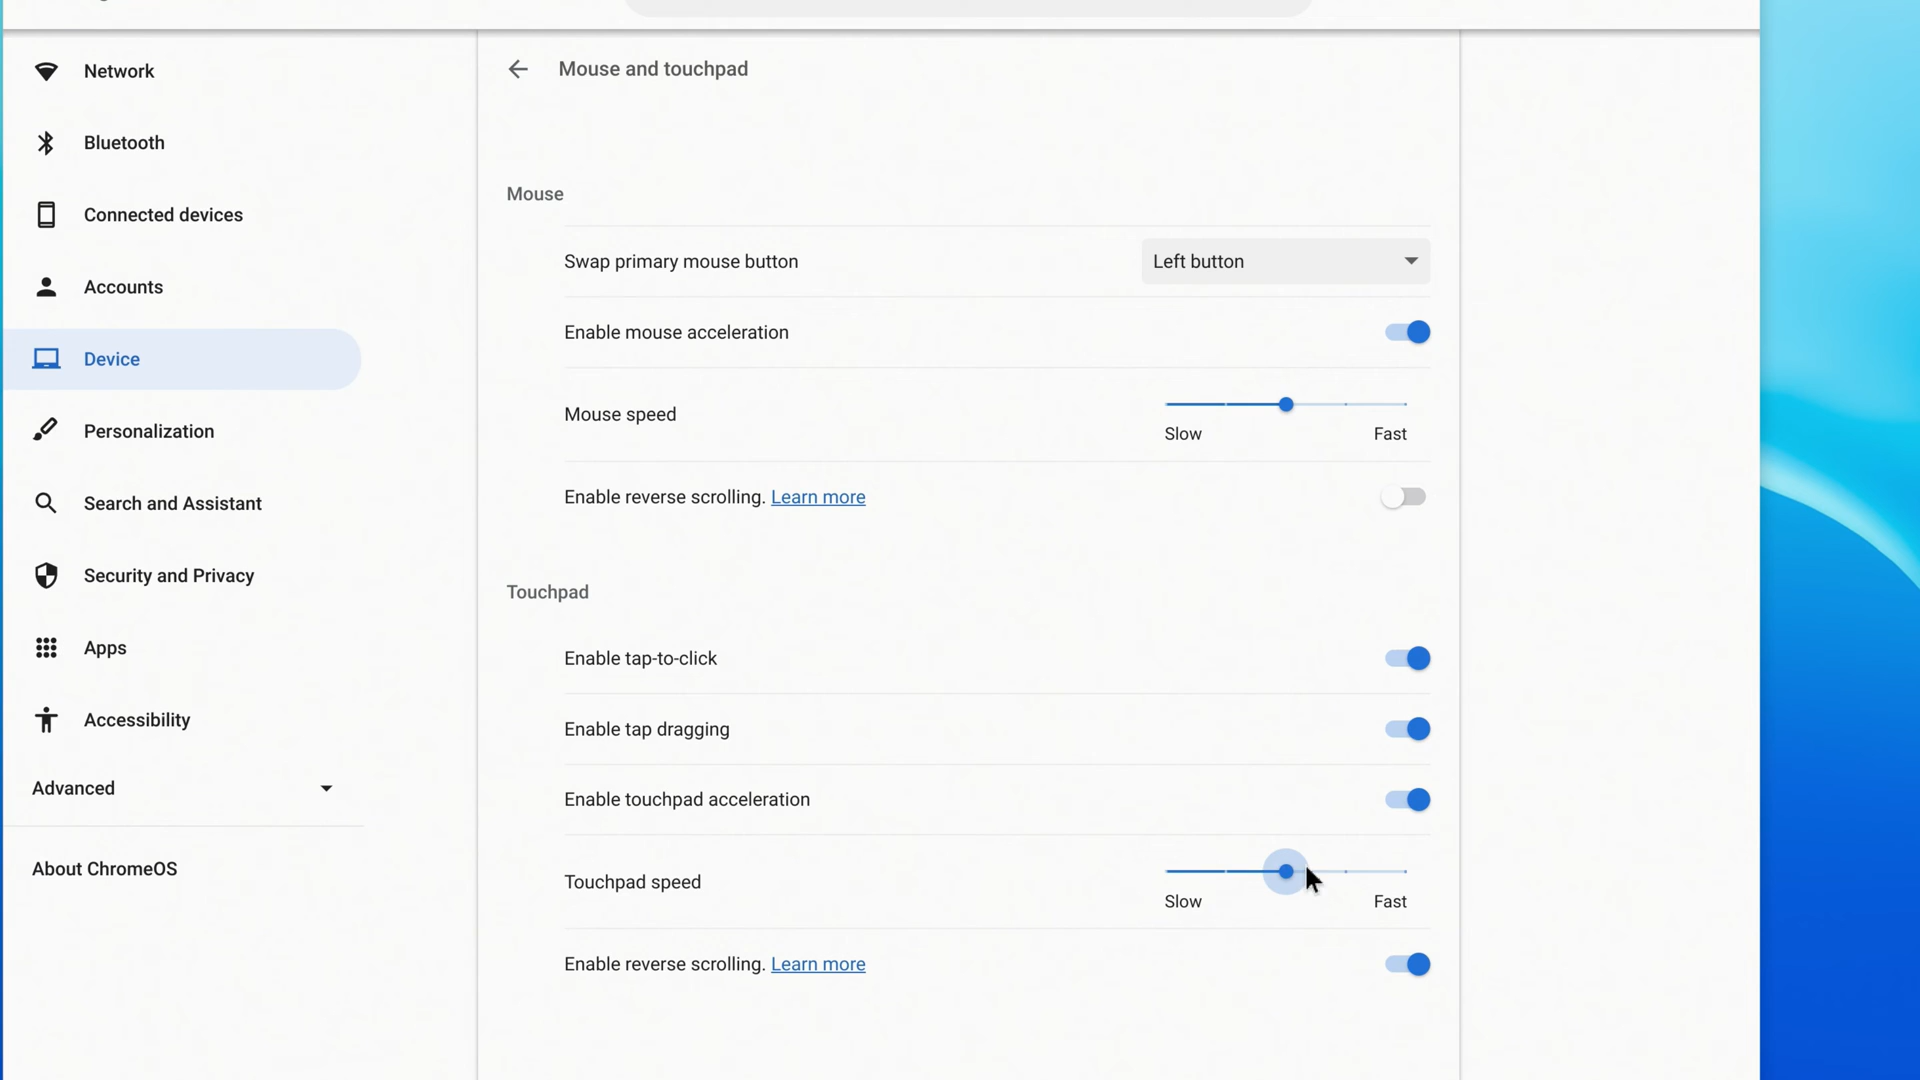 Network
Bluetooth
Connected devices
Accounts
Device
Personalization
Search and Assistant
Security and Privacy
Apps
Accessibility
Advanced
About ChromeOS
Mouse and touchpad
Mouse
Swap primary mouse button
Left button
Enable mouse acceleration
Mouse speed
Slow
Fast
Enable reverse scrolling. Learn more
Touchpad
Enable tap-to-click
Enable tap dragging
Enable touchpad acceleration
Touchpad speed
Slow
Fast
Enable reverse scrolling. Learn more